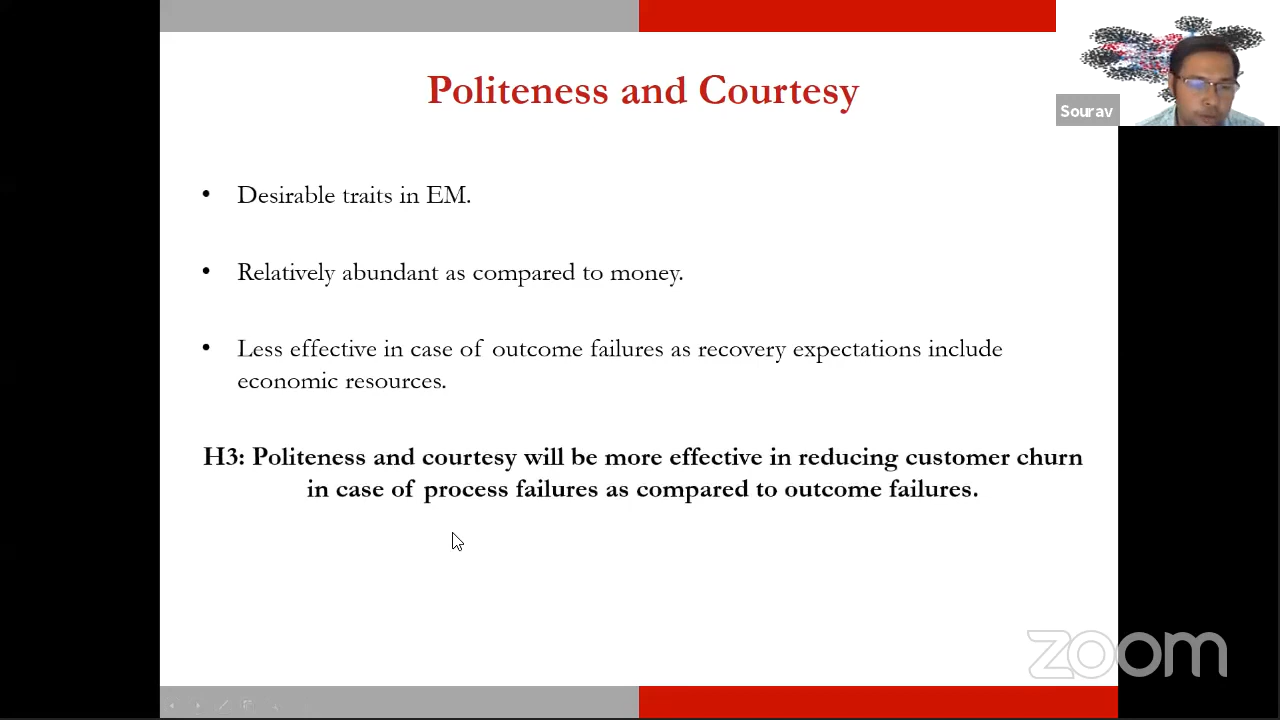 Politeness and Courtesy
Sourav
• Desirable traits in EM.
• Relatively abundant as compared to money.
• Less effective in case of outcome failures as recovery expectations include
economic resources.
H3: Politeness and courtesy will be more effective in reducing customer churn
in case of process failures as compared to outcome failures.
zoom